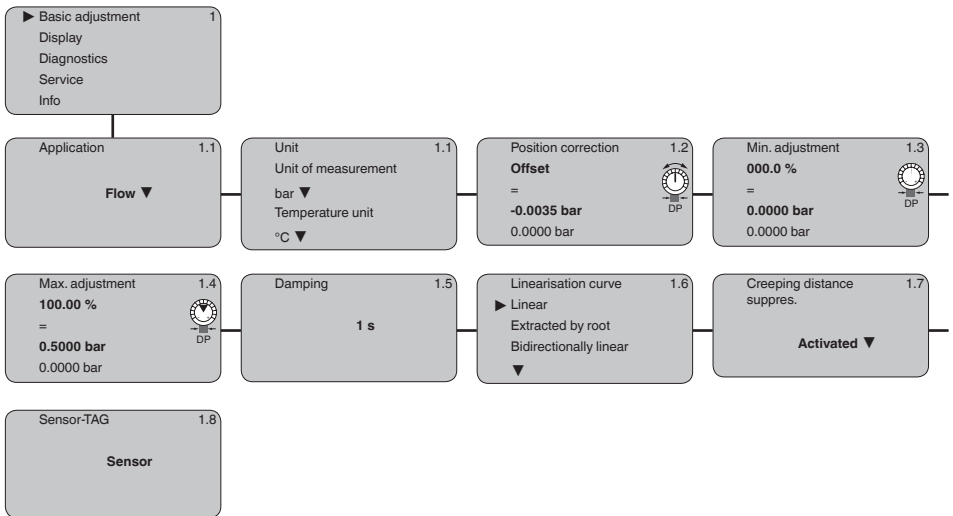 ▶ Basic adjustment 1
Display
Diagnostics
Service
Info
Application 1.1
Flow ▼
Unit 1.1
Unit of measurement
bar ▼
Temperature unit
°C ▼
Position correction 1.2
Offset
=
-0.0035 bar
0.0000 bar
DP
Min. adjustment 1.3
000.0 %
=
0.0000 bar
0.0000 bar
DP
Max. adjustment 1.4
100.00 %
=
0.5000 bar
0.0000 bar
DP
Damping 1.5
1 s
Linearisation curve 1.6
▶ Linear
Extracted by root
Bidirectionally linear
▼
Creeping distance 1.7
suppres.
Activated ▼
Sensor-TAG 1.8
Sensor